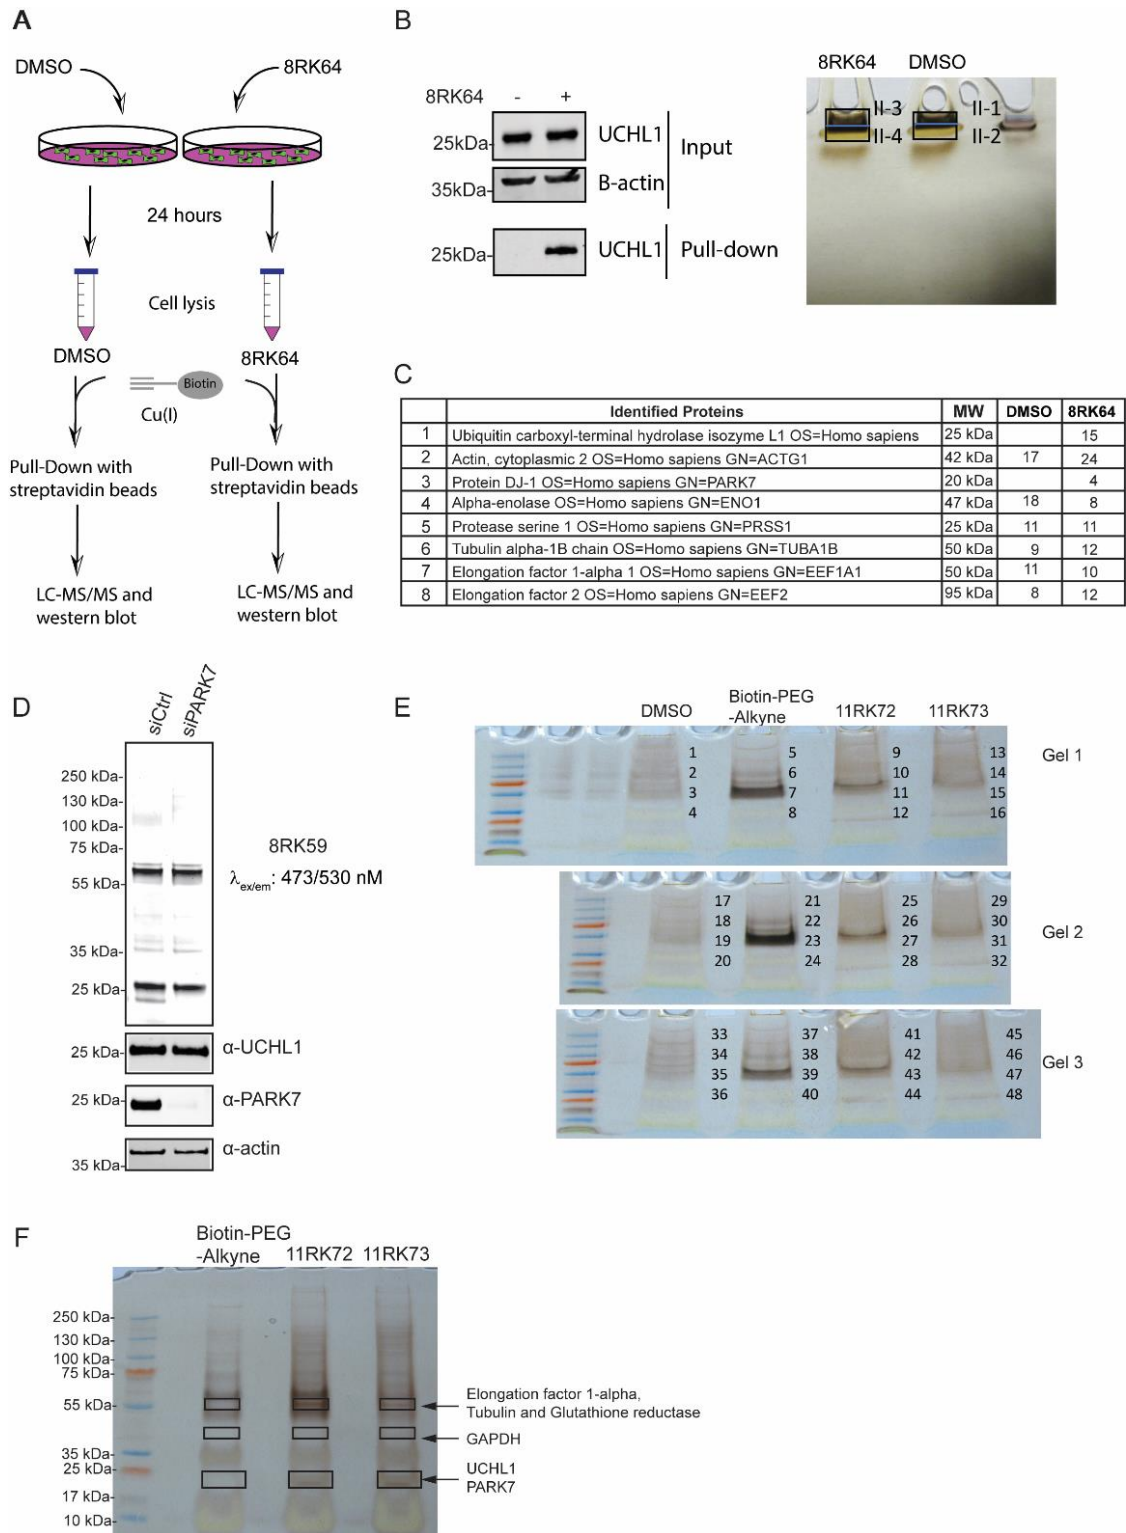 A
DMSO
8RK64
24 hours
Cell lysis
DMSO
8RK64
Biotin
Cu(I)
Pull-Down with
streptavidin beads
Pull-Down with
streptavidin beads
LC-MS/MS and
western blot
LC-MS/MS and
western blot
B
8RK64 - +
25kDa- UCHL1
35kDa- B-actin
Input
25kDa- UCHL1 Pull-down
8RK64 DMSO
II-3 II-1
II-4 II-2
C
Identified Proteins MW DMSO 8RK64
1 Ubiquitin carboxyl-terminal hydrolase isozyme L1 OS=Homo sapiens 25 kDa 15
2 Actin, cytoplasmic 2 OS=Homo sapiens GN=ACTG1 42 kDa 17 24
3 Protein DJ-1 OS=Homo sapiens GN=PARK7 20 kDa 4
4 Alpha-enolase OS=Homo sapiens GN=ENO1 47 kDa 18 8
5 Protease serine 1 OS=Homo sapiens GN=PRSS1 25 kDa 11 11
6 Tubulin alpha-1B chain OS=Homo sapiens GN=TUBA1B 50 kDa 9 12
7 Elongation factor 1-alpha 1 OS=Homo sapiens GN=EEF1A1 50 kDa 11 10
8 Elongation factor 2 OS=Homo sapiens GN=EEF2 95 kDa 8 12
D
siCtrl siPARK7
250 kDa-
130 kDa-
100 kDa-
75 kDa-
55 kDa-
35 kDa-
25 kDa-
8RK59
λex/em: 473/530 nM
25 kDa- α-UCHL1
25 kDa- α-PARK7
α-actin
35 kDa-
E
DMSO Biotin-PEG
-Alkyne 11RK72 11RK73
1 5 9 13
2 6 10 14
3 7 11 15
4 8 12 16
Gel 1
17 21 25 29
18 22 26 30
19 23 27 31
20 24 28 32
Gel 2
33 37 41 45
34 38 42 46
35 39 43 47
36 40 44 48
Gel 3
F
Biotin-PEG
-Alkyne 11RK72 11RK73
250 kDa-
130 kDa-
100 kDa-
75 kDa-
55 kDa-
35 kDa-
25 kDa-
17 kDa-
10 kDa-
Elongation factor 1-alpha,
Tubulin and Glutathione reductase
GAPDH
UCHL1
PARK7